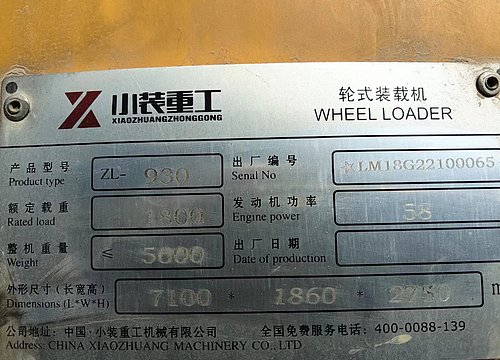 小装重工
XIAOZHUANGZHONGGONG
轮式装载机
WHEEL LOADER
产品型号 ZL- 930 出厂编号 ☆LM18G22100065
Product type Serial No
额定载重 1800 发动机功率 58
Rated load Engine power
整机重量 ≤ 5600 出厂日期
Weight Date of production
外形尺寸(长宽高) 7100 * 1860 * m
Dimensions (L*W*H)
公司地址:中国·小装重工机械有限公司 全国免费服务电话:400-0088-139
Address: CHINA XIAOZHUANG MACHINERY CO., LTD.